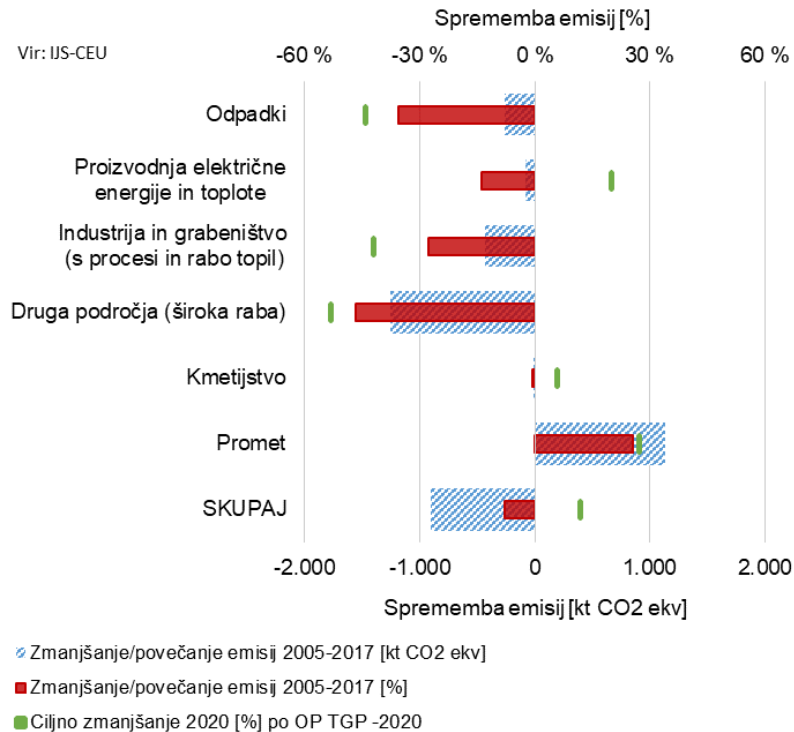 Sprememba emisij [%]
Vir: IJS-CEU
-60 % -30 % 0 % 30 % 60 %
Odpadki
Proizvodnja električne
energije in toplote
Industrija in grabeništvo
(s procesi in rabo topil)
Druga področja (široka raba)
Kmetijstvo
Promet
SKUPAJ
-2.000 -1.000 0 1.000 2.000
Sprememba emisij [kt CO2 ekv]
Zmanjšanje/povečanje emisij 2005-2017 [kt CO2 ekv]
Zmanjšanje/povečanje emisij 2005-2017 [%]
Ciljno zmanjšanje 2020 [%] po OP TGP -2020